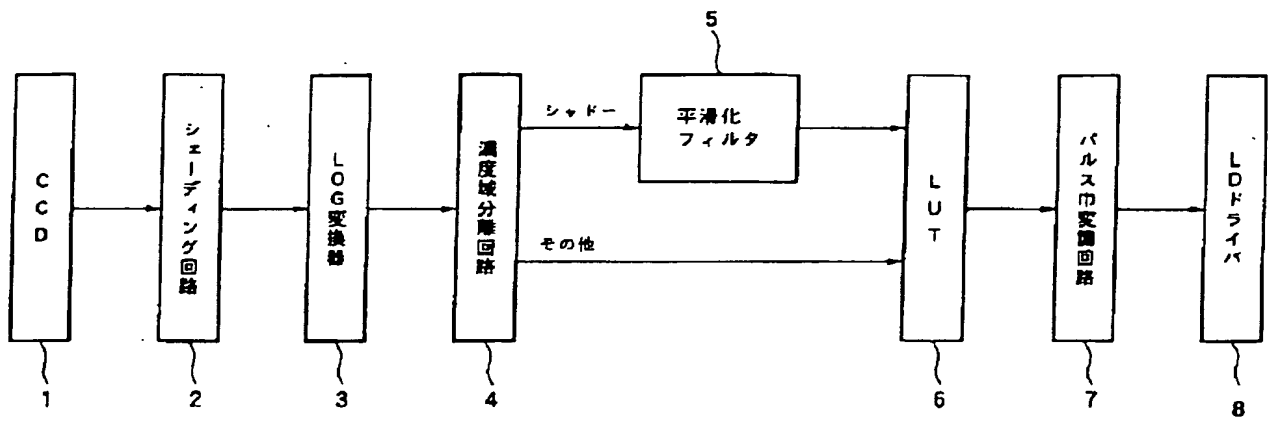 5
CCD
シェーディング回路
LOG変換器
濃度域分離回路
シャドー
平滑化
フィルタ
その他
LUT
パルス巾変調回路
LDドライバ
1
2
3
4
6
7
8